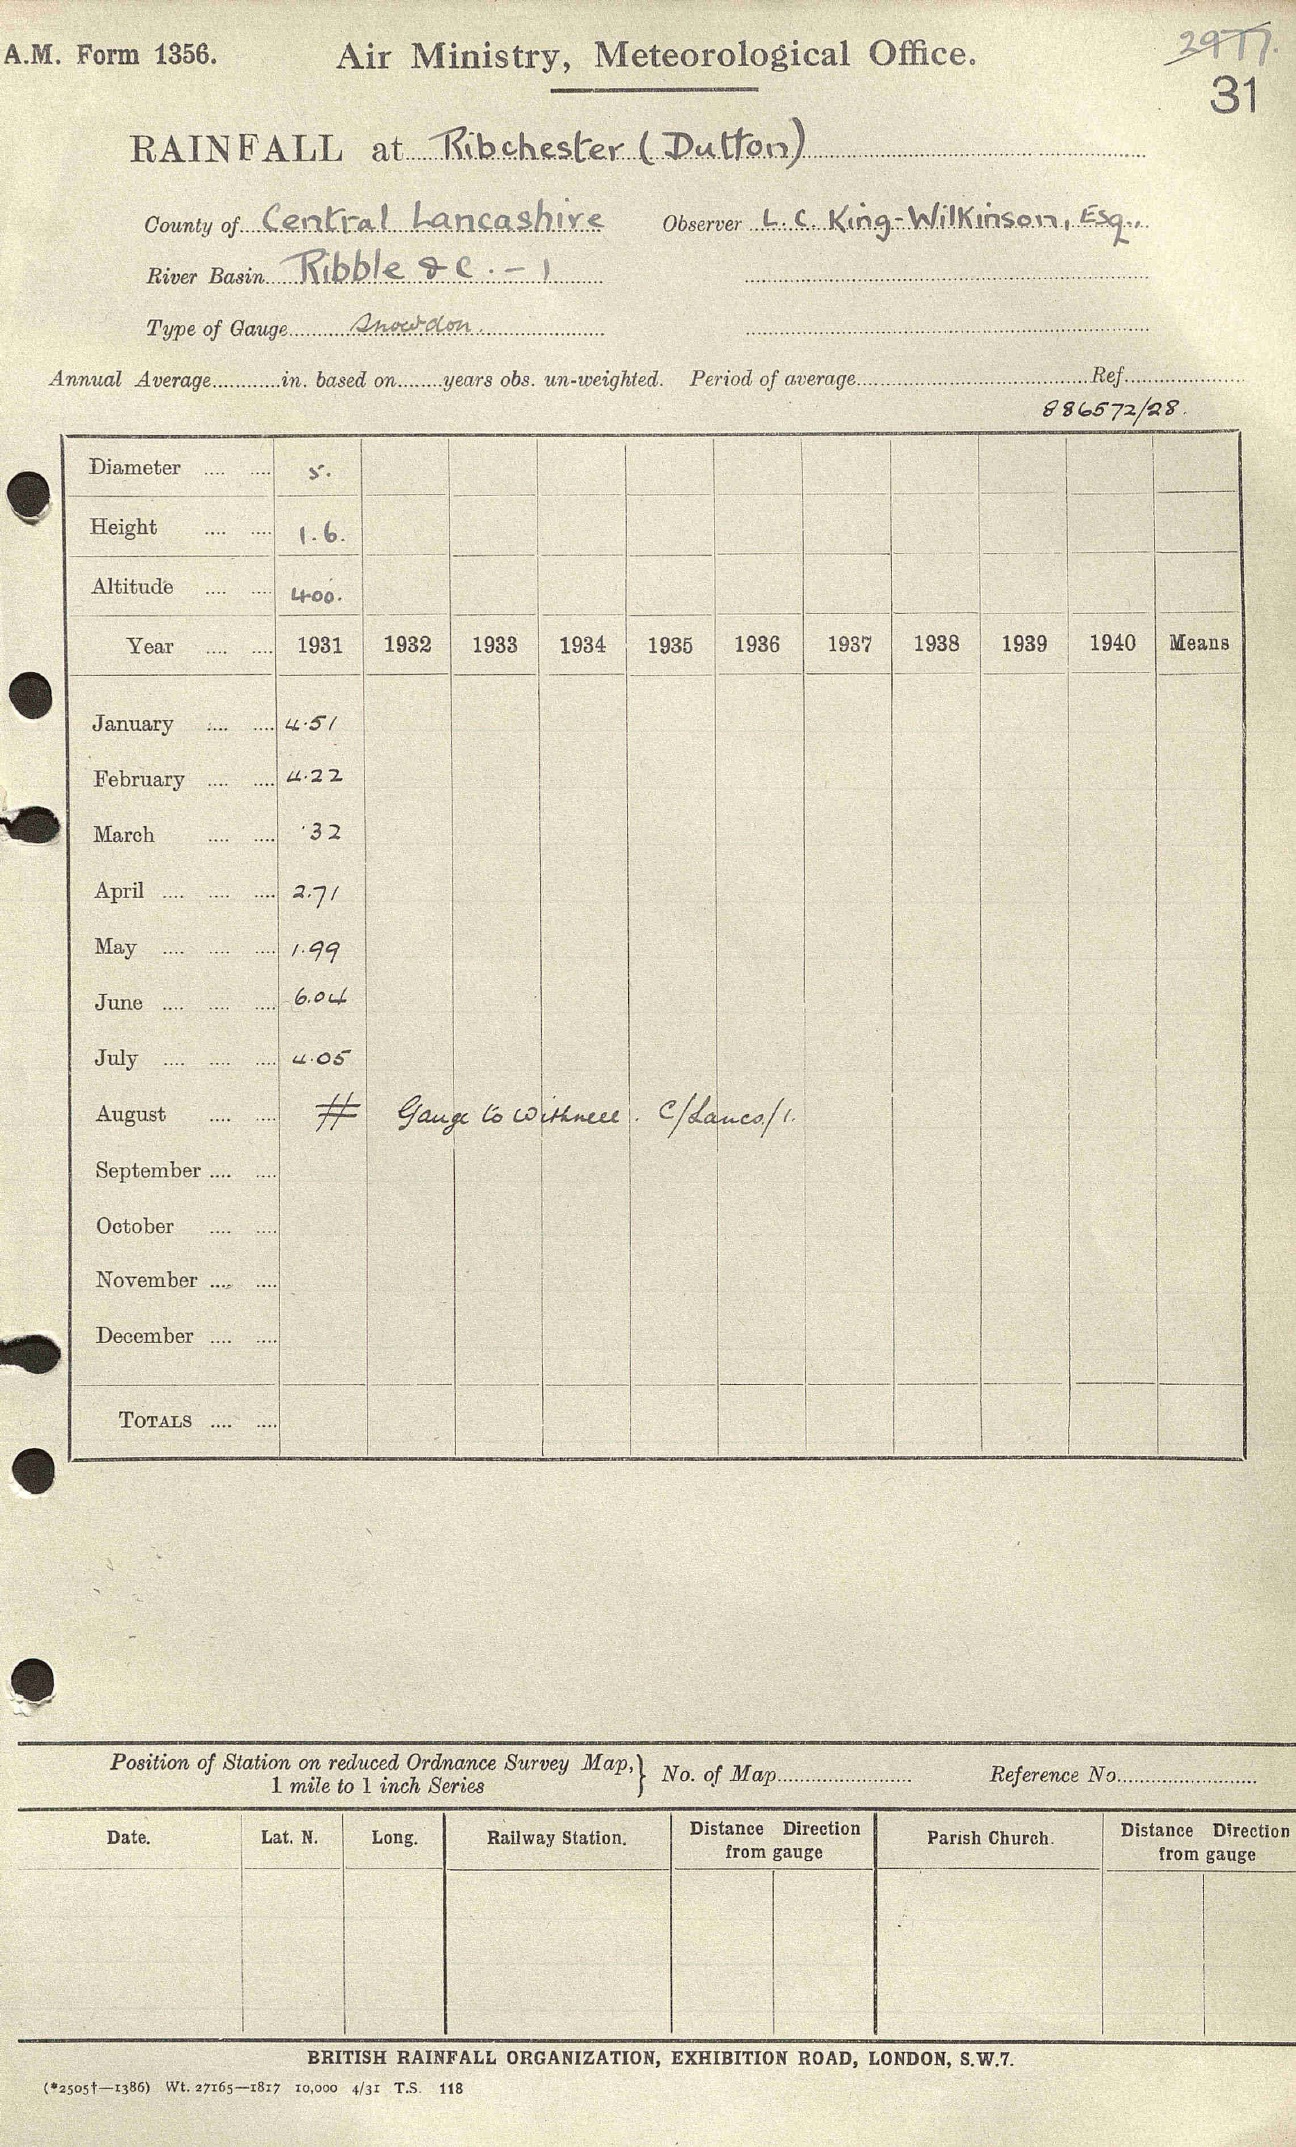 A.M. Form 1356.
Air Ministry, Meteorological Office.
2977.
31
RAINFALL at Ribchester (Dutton)
County of Central Lancashire Observer L. C. King-Wilkinson, Esq.,
River Basin Ribble &c. - 1
Type of Gauge Snowdon.
Annual Average............in. based on........years obs. un-weighted. Period of average............Ref............
886572/28.
Diameter .... .... 5.
Height .... .... 1.6.
Altitude .... .... 400.
Year .... .... 1931 1932 1933 1934 1935 1936 1937 1938 1939 1940 Means
January .... .... 4.51
February .... .... 4.22
March .... .... .32
April .... .... .... 2.71
May .... .... .... 1.99
June .... .... .... 6.04
July .... .... .... 4.05
August .... .... # Gauge to Withnell. C/Lancs/1.
September .... ....
October .... ....
November .... ....
December .... ....
TOTALS .... ....
Position of Station on reduced Ordnance Survey Map,
1 mile to 1 inch Series } No. of Map............ Reference No............
Date. Lat. N. Long. Railway Station. Distance Direction from gauge Parish Church. Distance Direction from gauge
BRITISH RAINFALL ORGANIZATION, EXHIBITION ROAD, LONDON, S.W.7.
(*2505†—1386) Wt. 27165—1817 10,000 4/31 T.S. 118